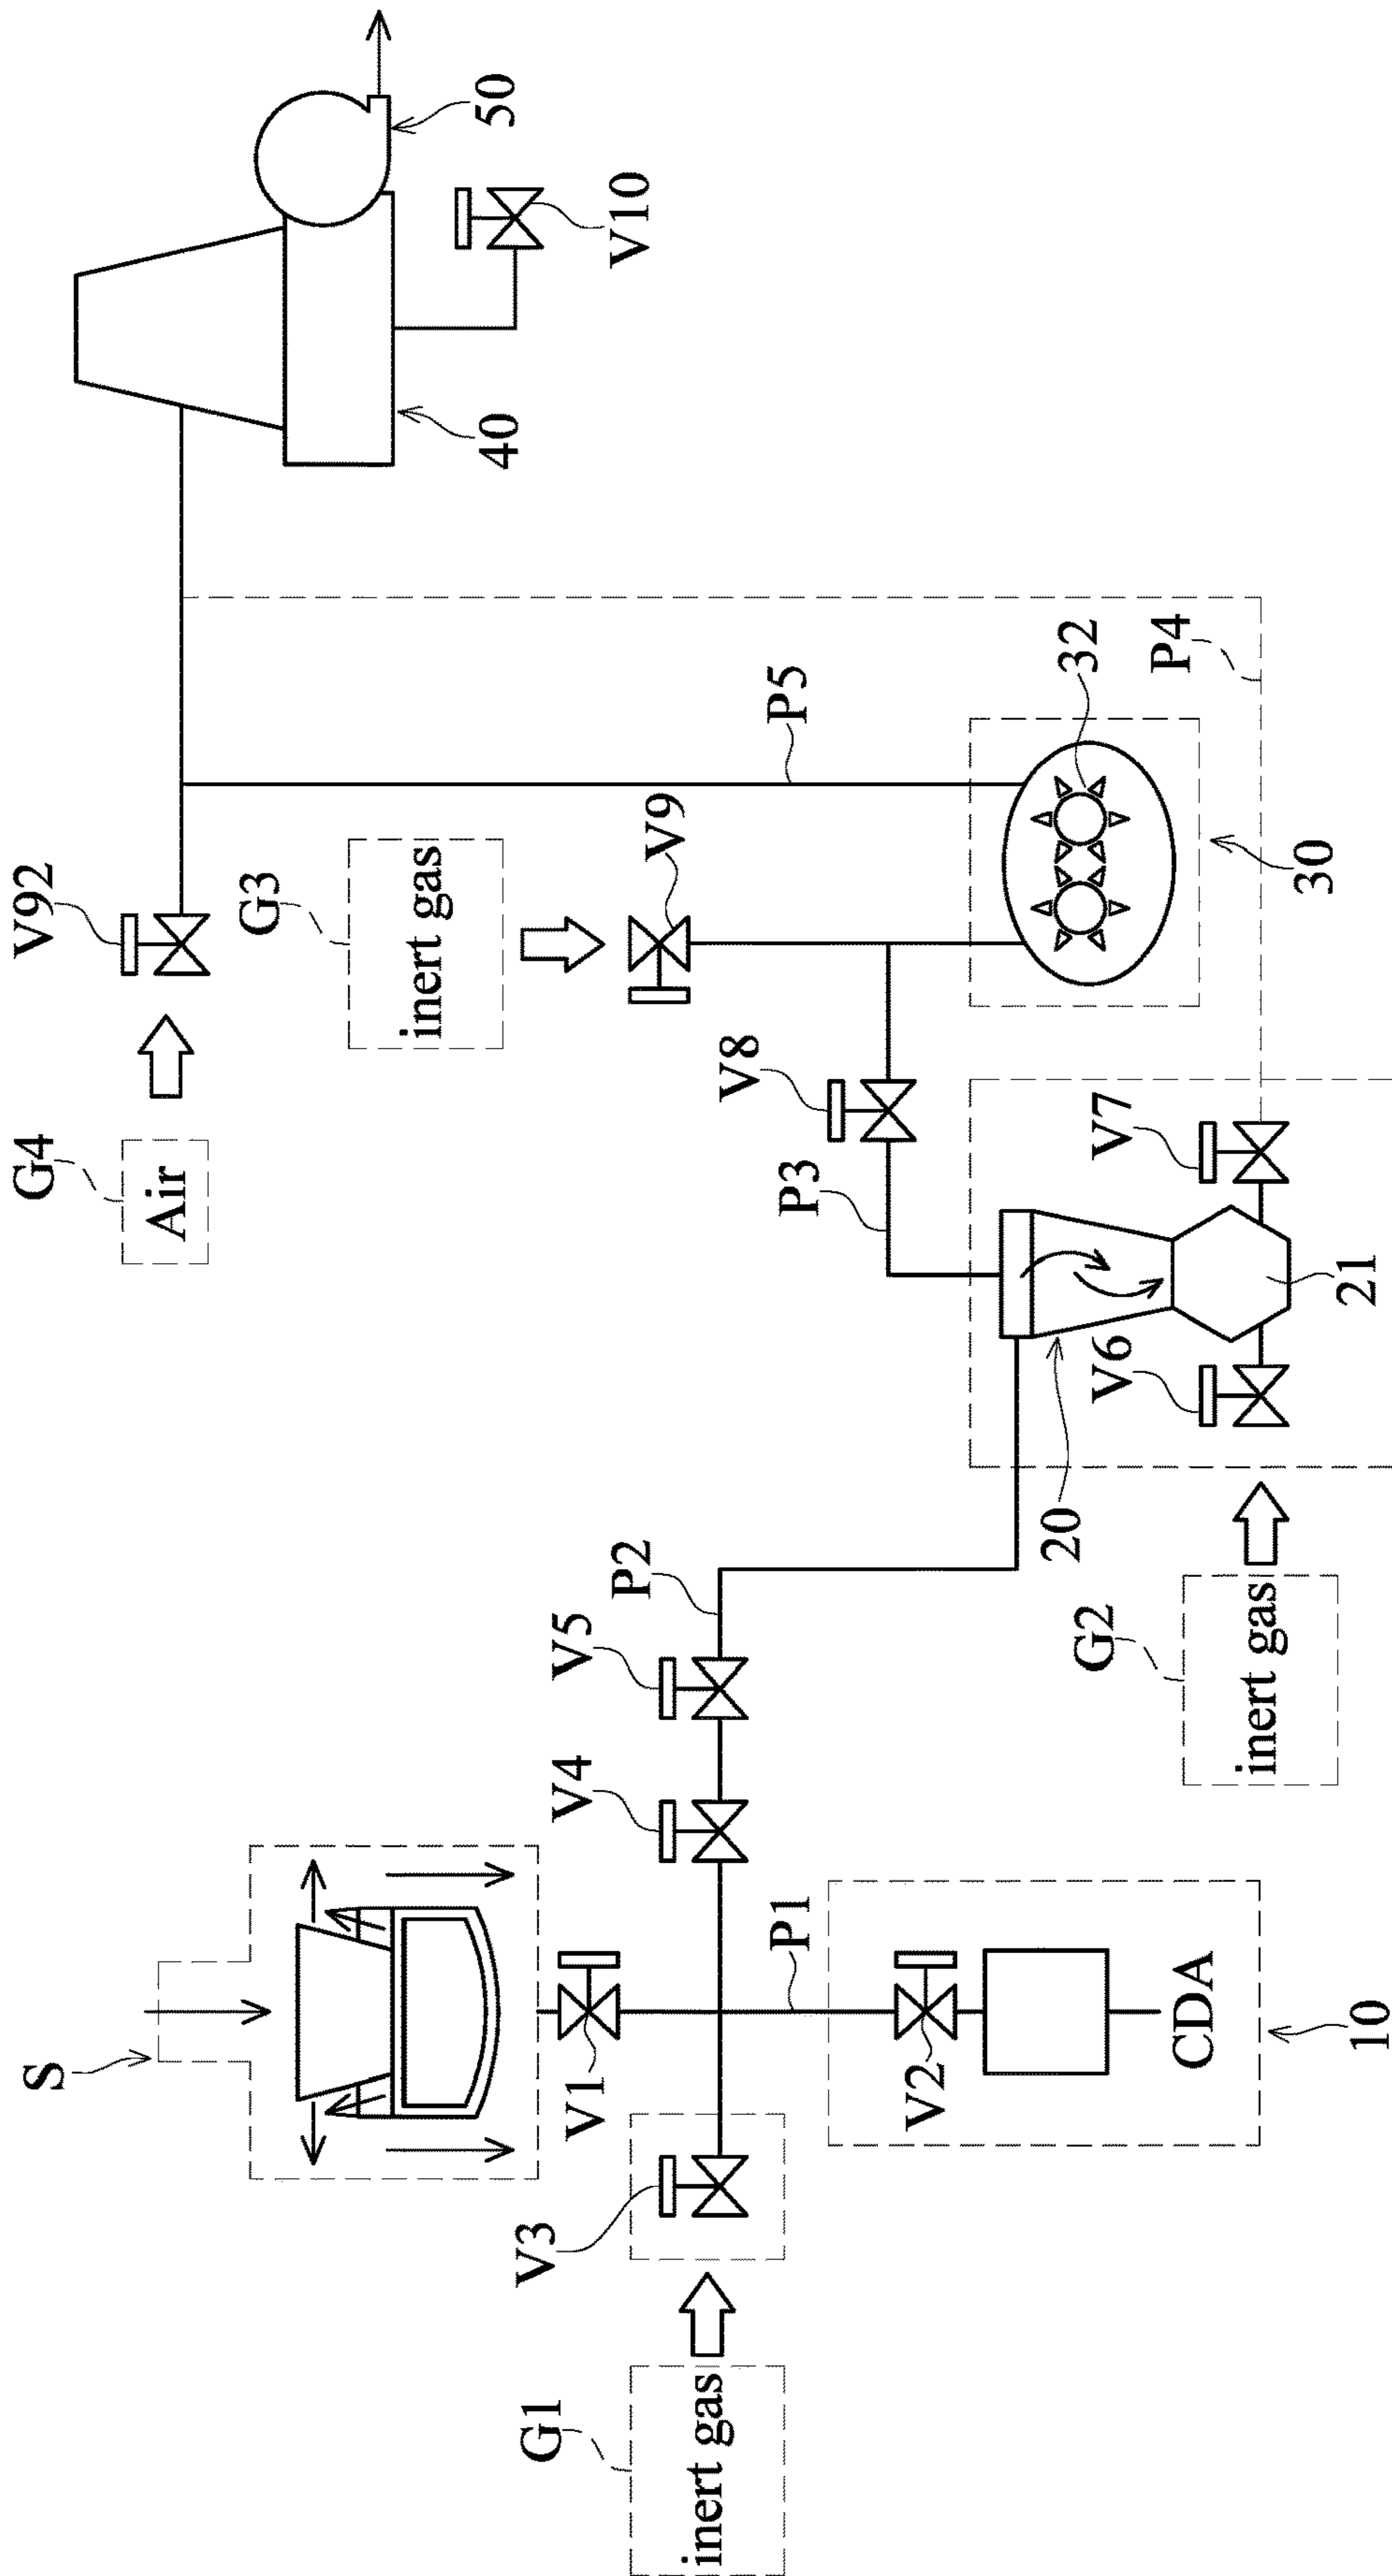 S
V1
V2
V3
V4
V5
P1
P2
CDA
10
G1
inert gas
G2
inert gas
20
V6
21
V7
P3
V8
G4
Air
V92
G3
inert gas
V9
P5
30
32
P4
40
V10
50